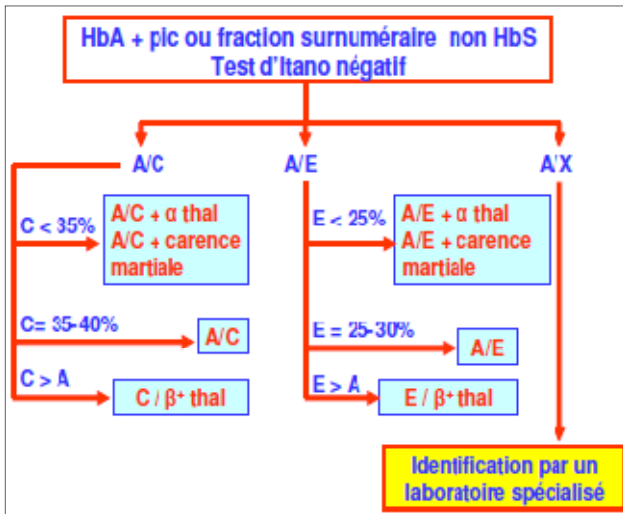 HbA + pic ou fraction surnuméraire non HbS
Test d'Itano négatif
A/C
A/E
A/X
C < 35%
A/C + α thal
A/C + carence
martiale
E < 25%
A/E + α thal
A/E + carence
martiale
C= 35-40%
A/C
E = 25-30%
A/E
C > A
C / β⁺ thal
E > A
E / β⁺ thal
Identification par un
laboratoire spécialisé